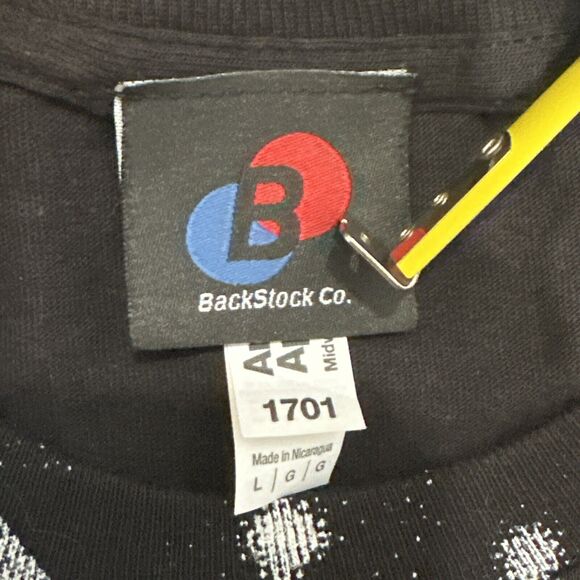 B
BackStock Co.
1701
Made in Nicaragua
L / G / G